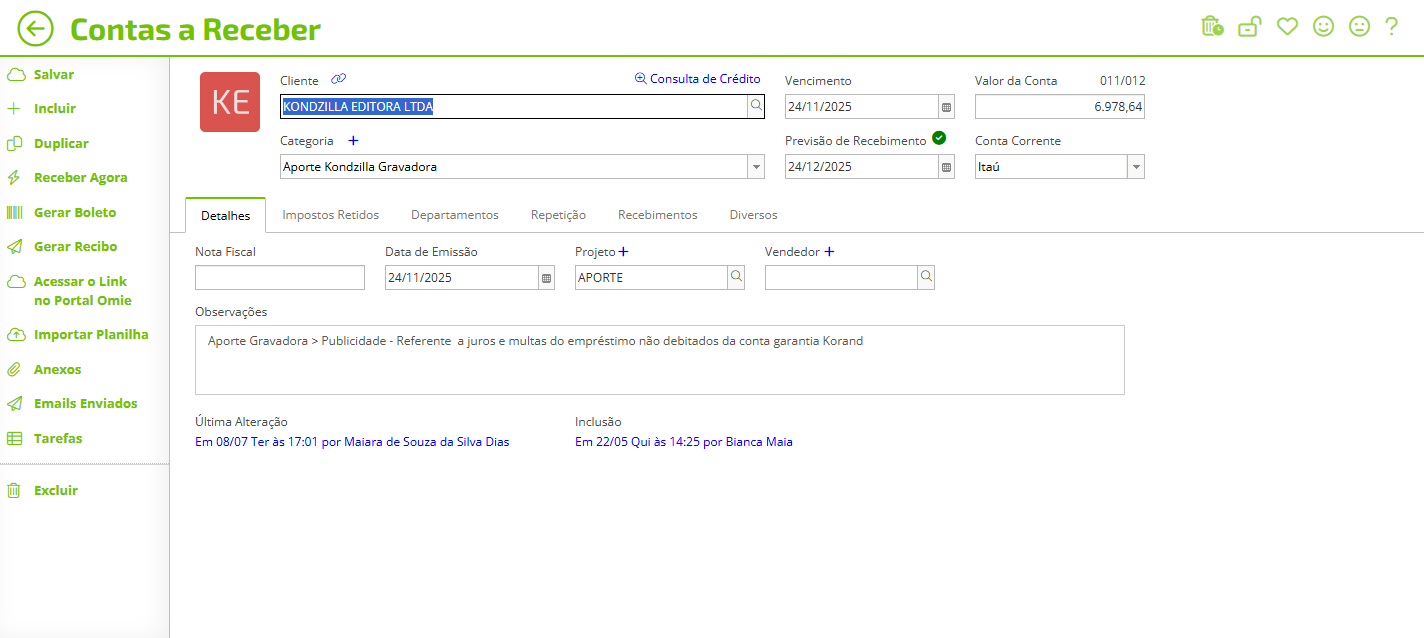 Contas a Receber
?
Salvar
Incluir
Duplicar
Receber Agora
Gerar Boleto
Gerar Recibo
Acessar o Link
no Portal Omie
Importar Planilha
Anexos
Emails Enviados
Tarefas
Excluir
KE
Cliente
Consulta de Crédito
KONDZILLA EDITORA LTDA
Vencimento
24/11/2025
Valor da Conta 011/012
6.978,64
Categoria +
Aporte Kondzilla Gravadora
Previsão de Recebimento
24/12/2025
Conta Corrente
Itaú
Detalhes Impostos Retidos Departamentos Repetição Recebimentos Diversos
Nota Fiscal
Data de Emissão
24/11/2025
Projeto +
APORTE
Vendedor +
Observações
Aporte Gravadora > Publicidade - Referente  a juros e multas do empréstimo não debitados da conta garantia Korand
Última Alteração
Em 08/07 Ter às 17:01 por Maiara de Souza da Silva Dias
Inclusão
Em 22/05 Qui às 14:25 por Bianca Maia